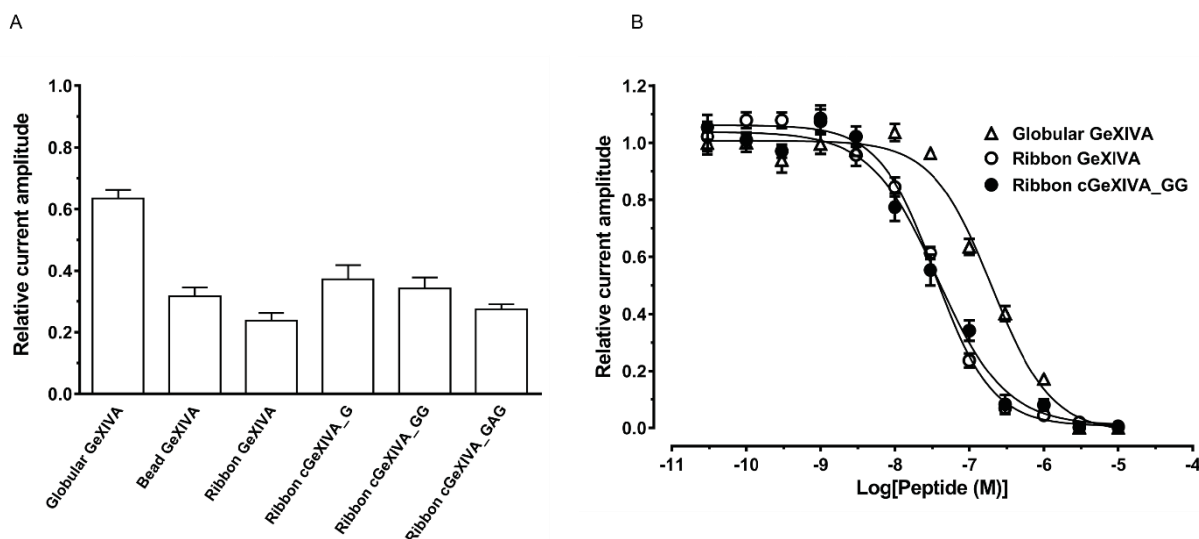 A
Relative current amplitude
1.0
0.8
0.6
0.4
0.2
0.0
Globular GeXIVA
Bead GeXIVA
Ribbon GeXIVA
Ribbon cGeXIVA_G
Ribbon cGeXIVA_GG
Ribbon cGeXIVA_GAG
B
Relative current amplitude
1.2
1.0
0.8
0.6
0.4
0.2
0.0
Globular GeXIVA
Ribbon GeXIVA
Ribbon cGeXIVA_GG
-11 -10 -9 -8 -7 -6 -5 -4
Log[Peptide (M)]